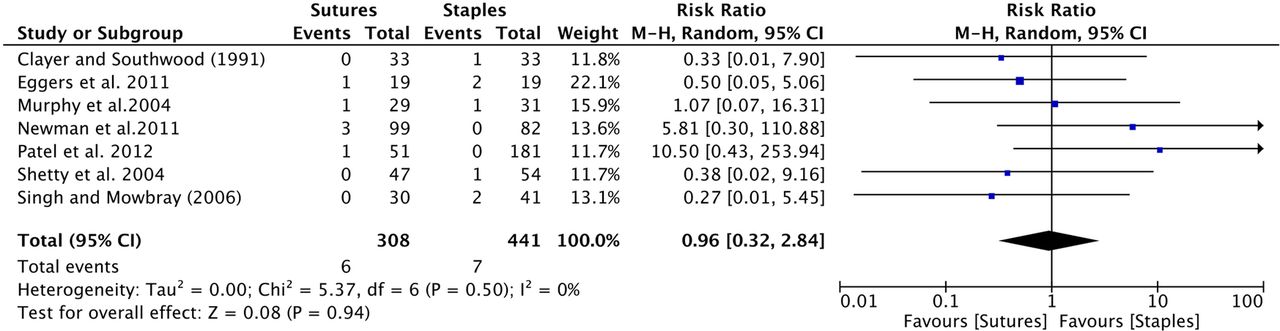 Sutures Staples Risk Ratio Risk Ratio
Study or Subgroup Events Total Events Total Weight M-H, Random, 95% CI M-H, Random, 95% CI
Clayer and Southwood (1991) 0 33 1 33 11.8% 0.33 [0.01, 7.90]
Eggers et al. 2011 1 19 2 19 22.1% 0.50 [0.05, 5.06]
Murphy et al.2004 1 29 1 31 15.9% 1.07 [0.07, 16.31]
Newman et al.2011 3 99 0 82 13.6% 5.81 [0.30, 110.88]
Patel et al. 2012 1 51 0 181 11.7% 10.50 [0.43, 253.94]
Shetty et al. 2004 0 47 1 54 11.7% 0.38 [0.02, 9.16]
Singh and Mowbray (2006) 0 30 2 41 13.1% 0.27 [0.01, 5.45]
Total (95% CI) 308 441 100.0% 0.96 [0.32, 2.84]
Total events 6 7
Heterogeneity: Tau² = 0.00; Chi² = 5.37, df = 6 (P = 0.50); I² = 0%
Test for overall effect: Z = 0.08 (P = 0.94)
0.01 0.1 1 10 100
Favours [Sutures] Favours [Staples]